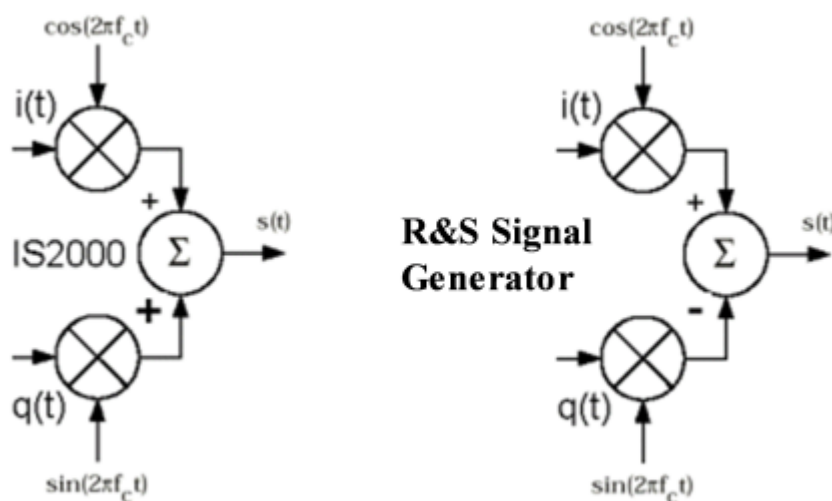 cos(2πf_ct)
i(t)
+
s(t)
IS2000
Σ
+
q(t)
sin(2πf_ct)
cos(2πf_ct)
i(t)
+
s(t)
R&S Signal
Generator
Σ
-
q(t)
sin(2πf_ct)